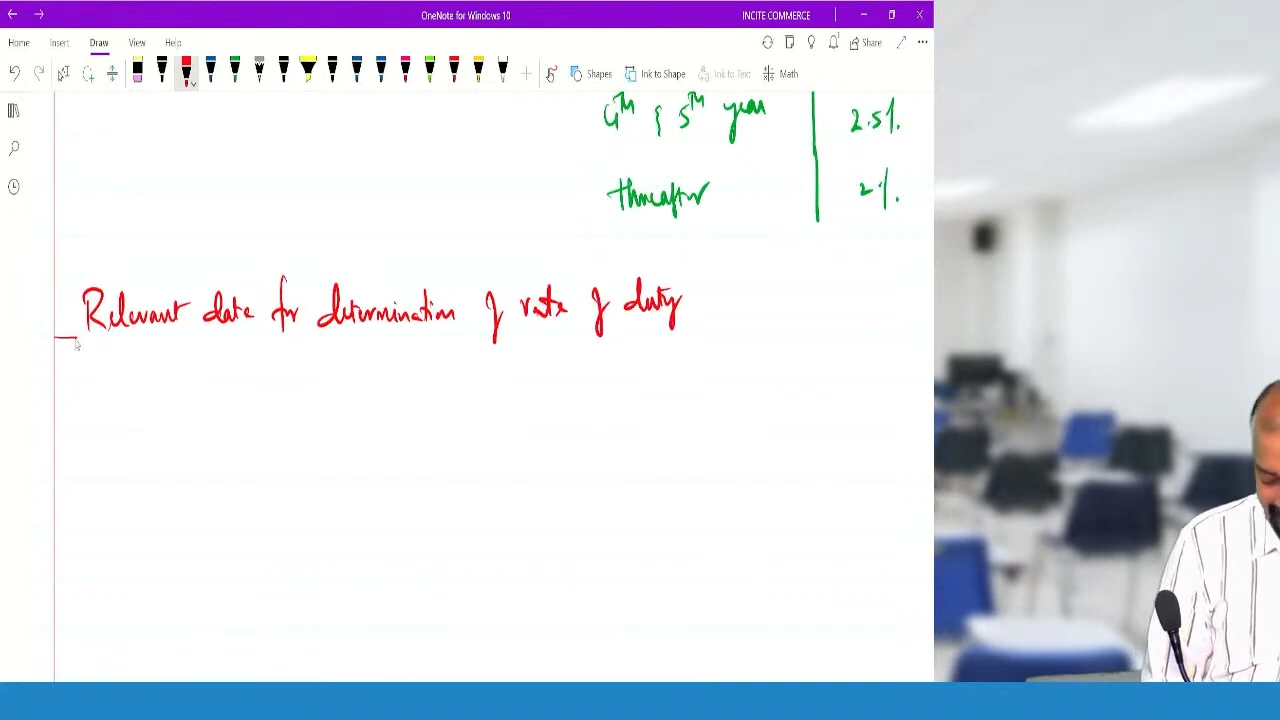 OneNote for Windows 10
INCITE COMMERCE
Home Insert Draw View Help
Share
Shapes
Ink to Shape
Ink to Text
Math
4th & 5th year 2.5%.
threafter 2%.
Relevant date for determination of rate of duty